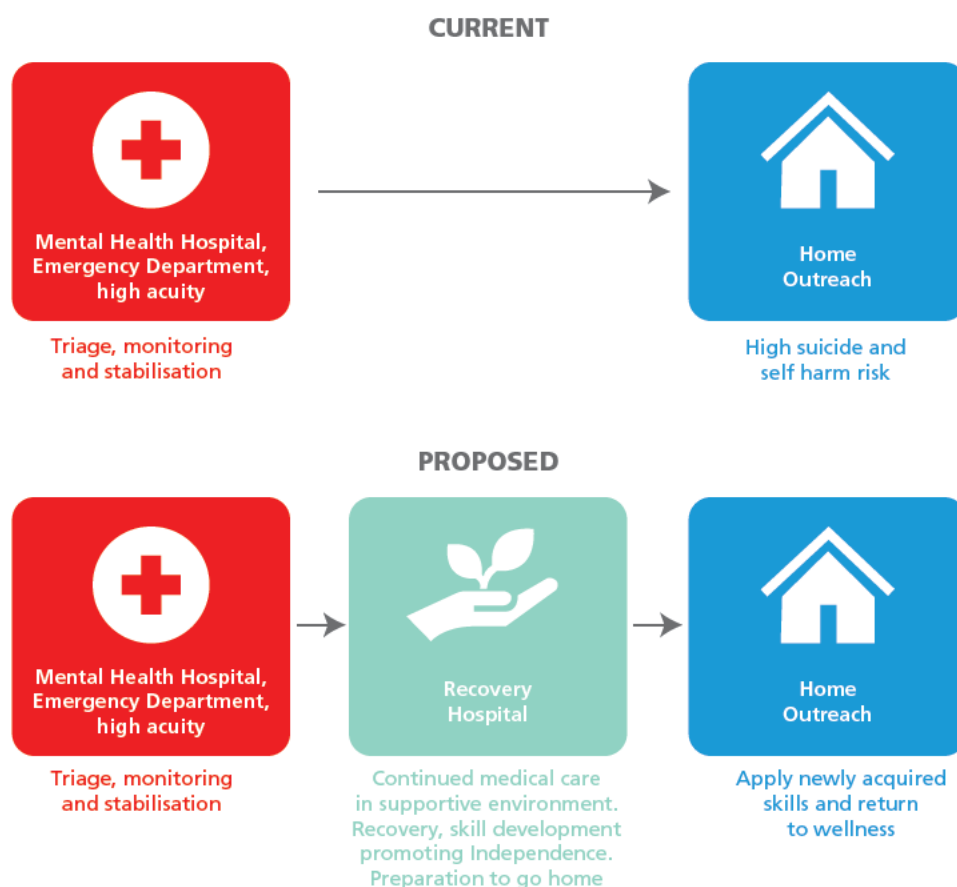 CURRENT
Mental Health Hospital,
Emergency Department,
high acuity
Home
Outreach
Triage, monitoring
and stabilisation
High suicide and
self harm risk
PROPOSED
Mental Health Hospital,
Emergency Department,
high acuity
Recovery
Hospital
Home
Outreach
Triage, monitoring
and stabilisation
Continued medical care
in supportive environment.
Recovery, skill development
promoting Independence.
Preparation to go home
Apply newly acquired
skills and return
to wellness